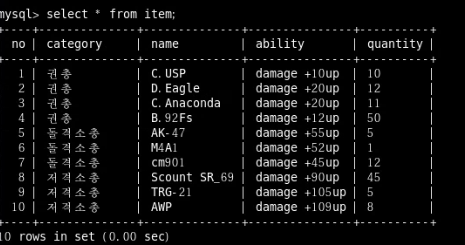 mysql> select * from item;
+----+--------------+--------------+---------------+----------+
no | category | name | ability | quantity |
+----+--------------+--------------+---------------+----------+
1 | 권총 | C.USP | damage +10up | 10 |
2 | 권총 | D.Eagle | damage +20up | 12 |
3 | 권총 | C.Anaconda | damage +20up | 11 |
4 | 권총 | B.92Fs | damage +12up | 50 |
5 | 돌격소총 | AK-47 | damage +55up | 5 |
6 | 돌격소총 | M4A1 | damage +52up | 1 |
7 | 돌격소총 | cm901 | damage +45up | 12 |
8 | 저격소총 | Scount SR_69 | damage +90up | 45 |
9 | 저격소총 | TRG-21 | damage +105up | 5 |
10 | 저격소총 | AWP | damage +109up | 8 |
+----+--------------+--------------+---------------+----------+
10 rows in set (0.00 sec)